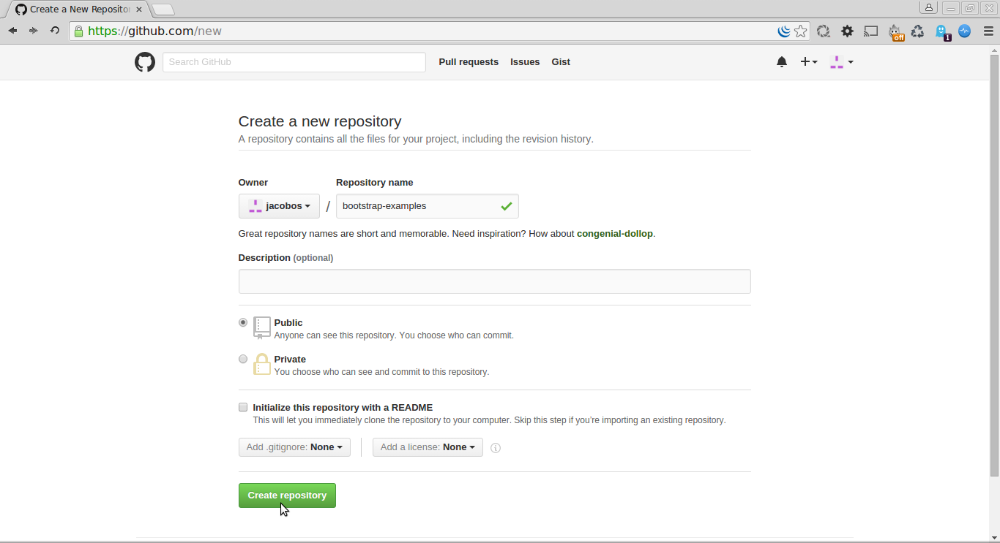 Create a New Repositor
https://github.com/new
off
1
Search GitHub
Pull requests Issues Gist
Create a new repository
A repository contains all the files for your project, including the revision history.
Owner Repository name
jacobos / bootstrap-examples
Great repository names are short and memorable. Need inspiration? How about congenial-dollop.
Description (optional)
Public
Anyone can see this repository. You choose who can commit.
Private
You choose who can see and commit to this repository.
Initialize this repository with a README
This will let you immediately clone the repository to your computer. Skip this step if you’re importing an existing repository.
Add .gitignore: None Add a license: None
Create repository